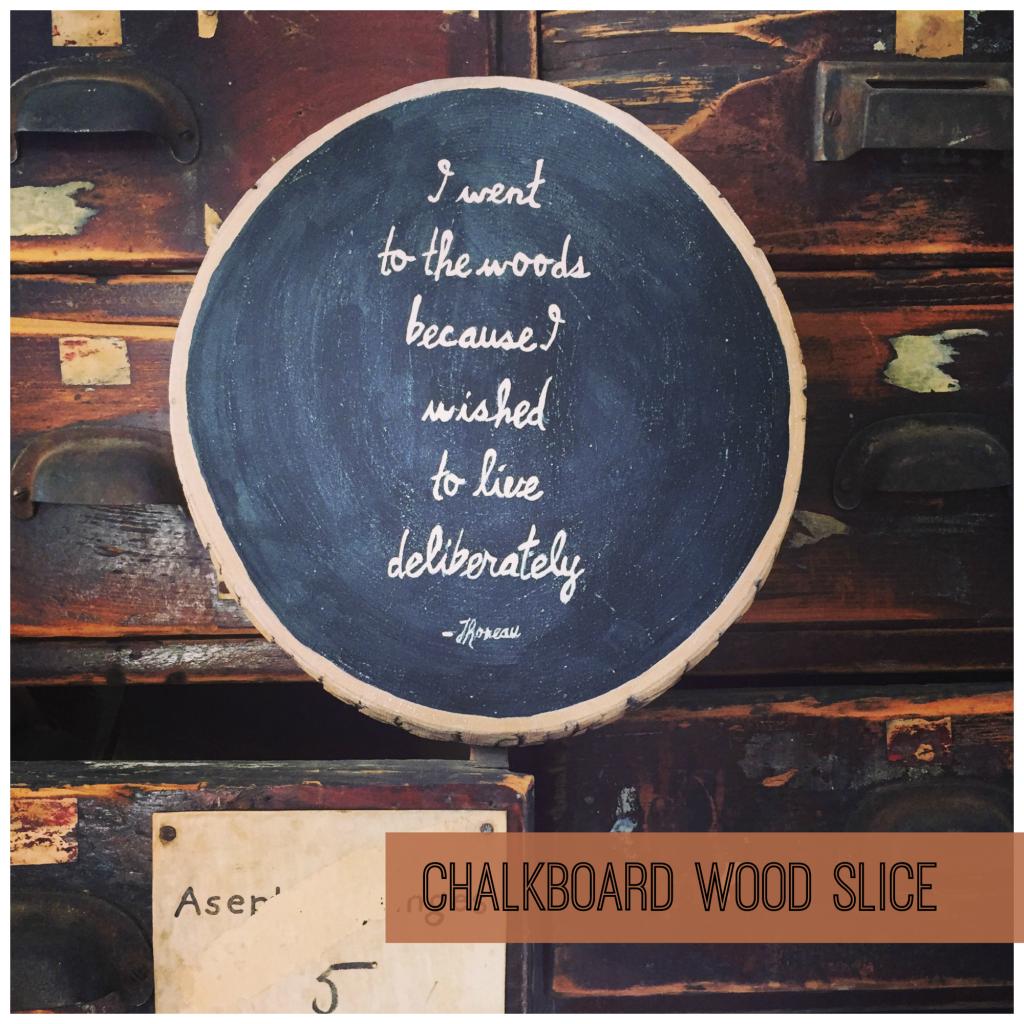 I went
to the woods
because I
wished
to live
deliberately
-Thoreau
CHALKBOARD WOOD SLICE
5